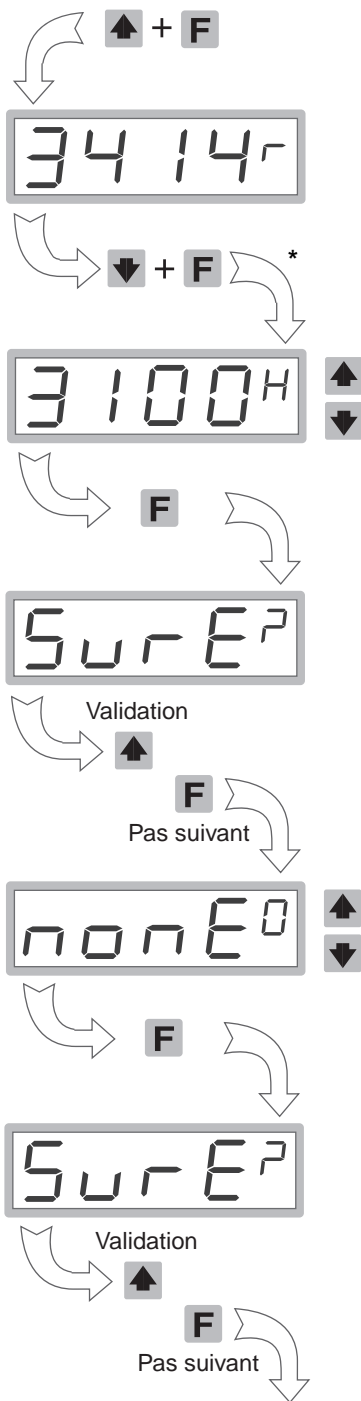 + F
3414r
+ F *
3100H
F
SurE?
Validation
F
Pas suivant
nonE0
F
SurE?
Validation
F
Pas suivant